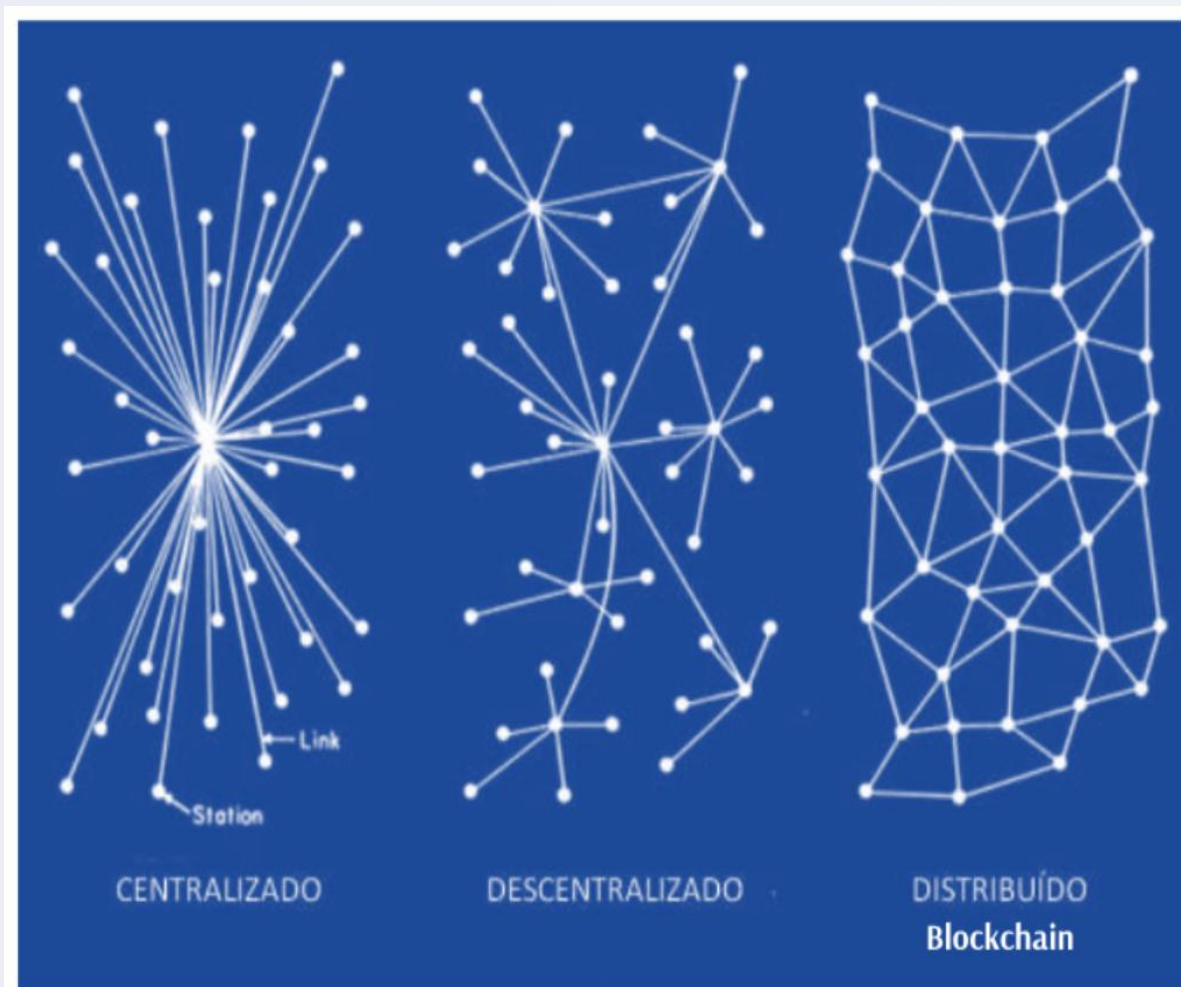 Link
Station
CENTRALIZADO
DESCENTRALIZADO
DISTRIBUÍDO
Blockchain